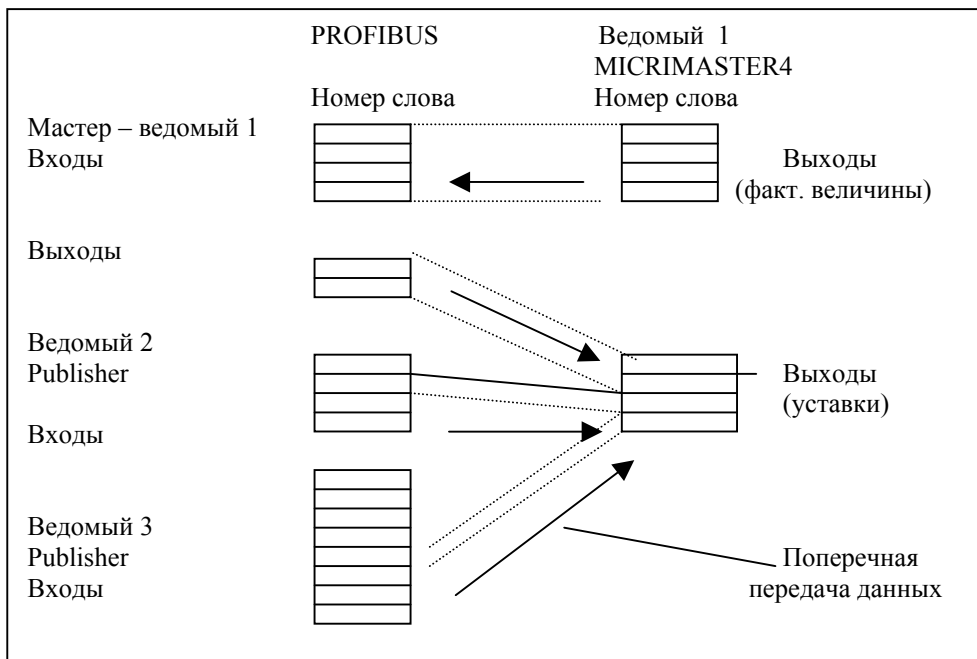 PROFIBUS
Ведомый 1
MICRIMASTER4
Номер слова
Номер слова
Мастер – ведомый 1
Входы
Выходы
(факт. величины)
Выходы
Ведомый 2
Publisher
Входы
Выходы
(уставки)
Ведомый 3
Publisher
Входы
Поперечная
передача данных